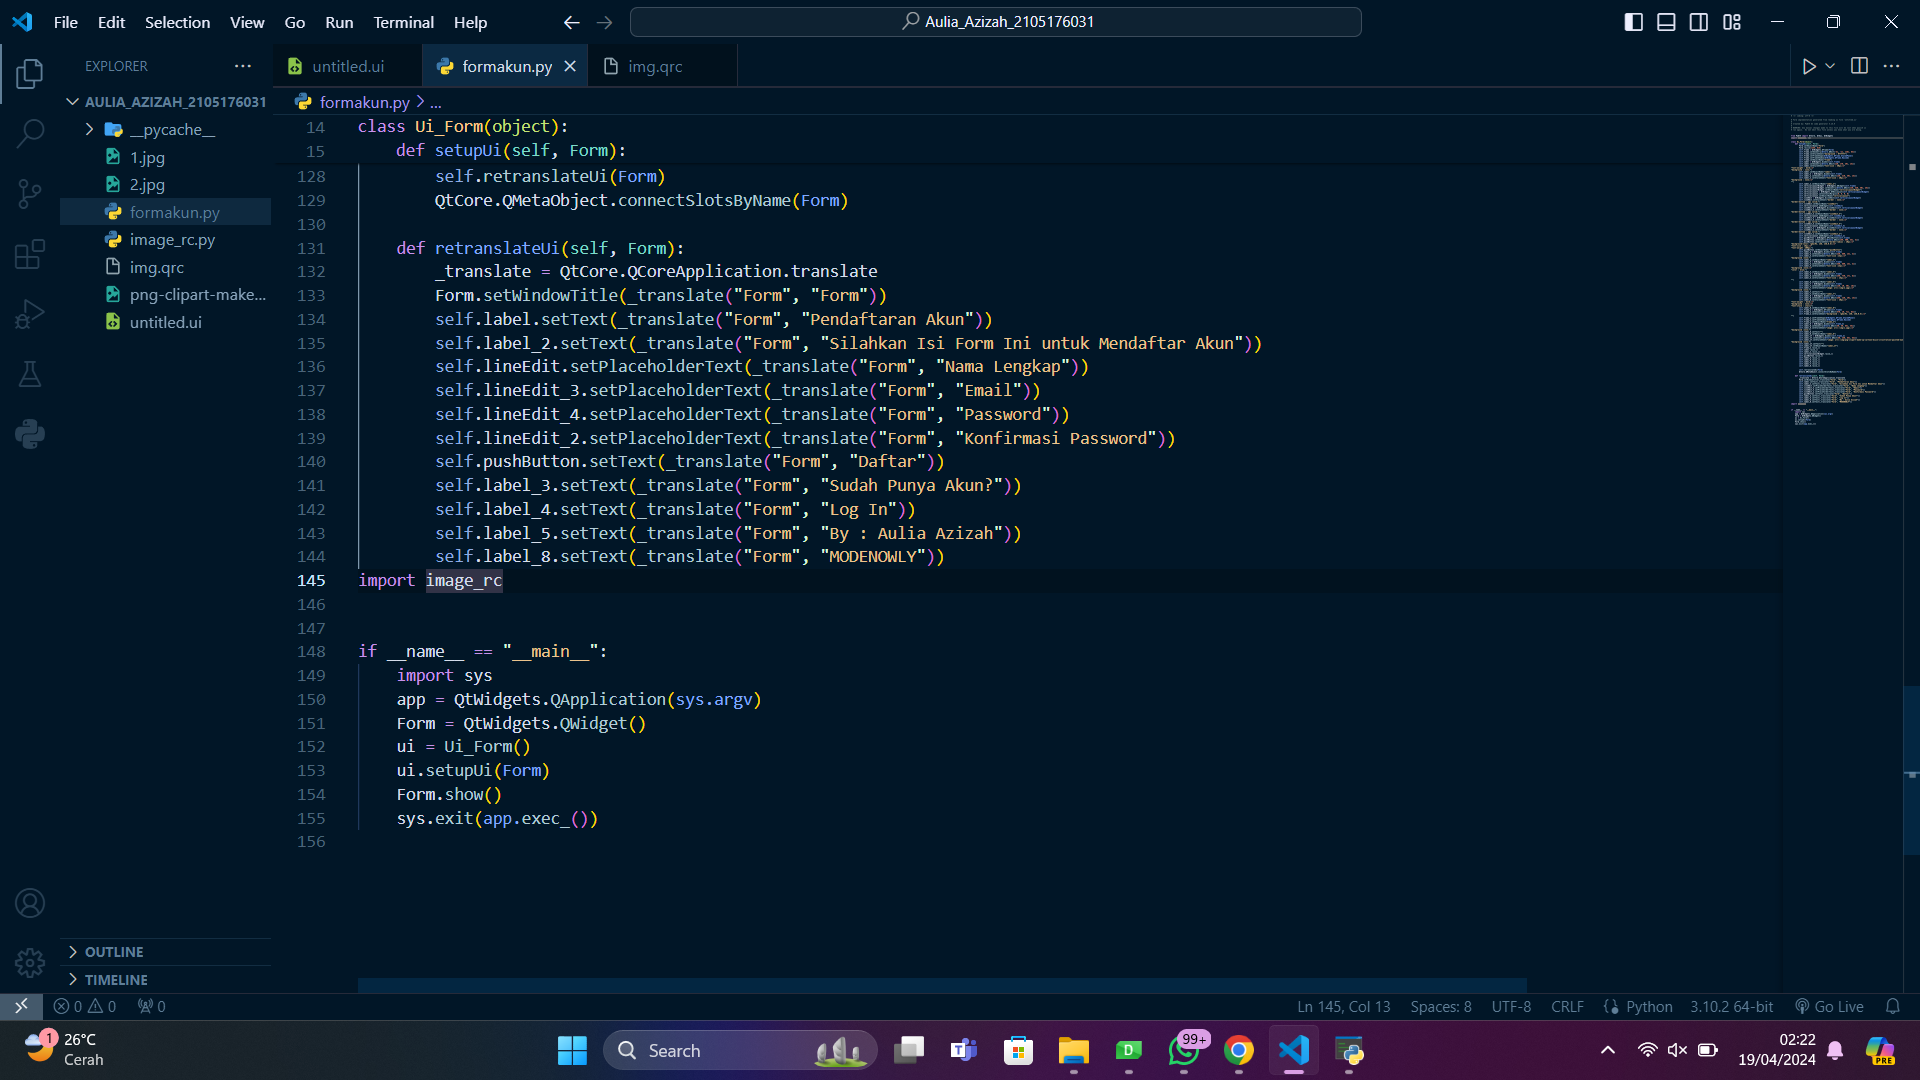 File Edit Selection View Go Run Terminal Help
Aulia_Azizah_2105176031
EXPLORER
untitled.ui
formakun.py
img.qrc
AULIA_AZIZAH_2105176031
__pycache__
1.jpg
2.jpg
formakun.py
image_rc.py
img.qrc
png-clipart-make...
untitled.ui
OUTLINE
TIMELINE
formakun.py > ...
14 class Ui_Form(object):
15 def setupUi(self, Form):
128 self.retranslateUi(Form)
129 QtCore.QMetaObject.connectSlotsByName(Form)
130
131 def retranslateUi(self, Form):
132 _translate = QtCore.QCoreApplication.translate
133 Form.setWindowTitle(_translate("Form", "Form"))
134 self.label.setText(_translate("Form", "Pendaftaran Akun"))
135 self.label_2.setText(_translate("Form", "Silahkan Isi Form Ini untuk Mendaftar Akun"))
136 self.lineEdit.setPlaceholderText(_translate("Form", "Nama Lengkap"))
137 self.lineEdit_3.setPlaceholderText(_translate("Form", "Email"))
138 self.lineEdit_4.setPlaceholderText(_translate("Form", "Password"))
139 self.lineEdit_2.setPlaceholderText(_translate("Form", "Konfirmasi Password"))
140 self.pushButton.setText(_translate("Form", "Daftar"))
141 self.label_3.setText(_translate("Form", "Sudah Punya Akun?"))
142 self.label_4.setText(_translate("Form", "Log In"))
143 self.label_5.setText(_translate("Form", "By : Aulia Azizah"))
144 self.label_8.setText(_translate("Form", "MODENOWLY"))
145 import image_rc
146
147
148 if __name__ == "__main__":
149 import sys
150 app = QtWidgets.QApplication(sys.argv)
151 Form = QtWidgets.QWidget()
152 ui = Ui_Form()
153 ui.setupUi(Form)
154 Form.show()
155 sys.exit(app.exec_())
156
0 0 0
Ln 145, Col 13 Spaces: 8 UTF-8 CRLF Python 3.10.2 64-bit Go Live
1
26°C
Cerah
Search
D
99+
02:22
19/04/2024
PRE